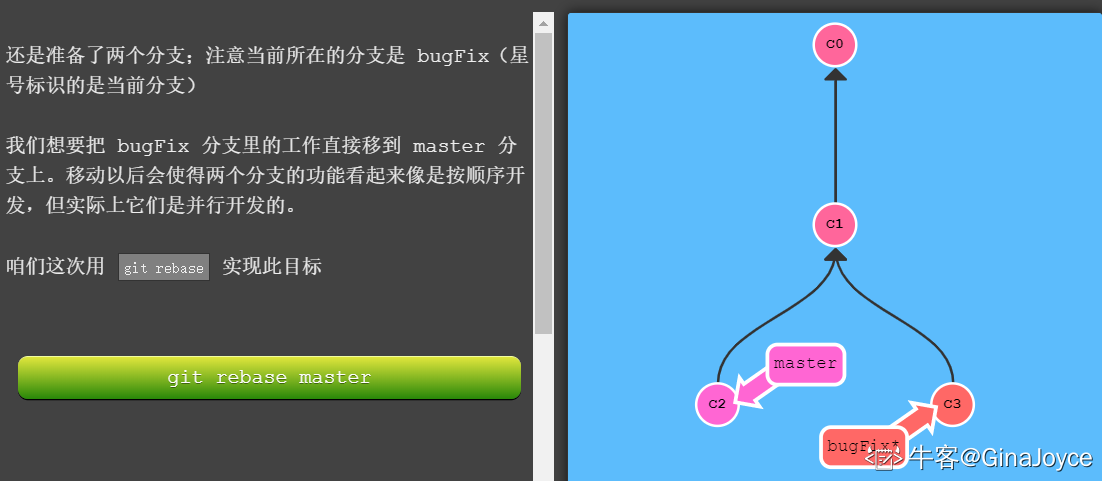 还是准备了两个分支；注意当前所在的分支是 bugFix（星
号标识的是当前分支）
我们想要把 bugFix 分支里的工作直接移到 master 分
支上。移动以后会使得两个分支的功能看起来像是按顺序开
发，但实际上它们是并行开发的。
咱们这次用 git rebase 实现此目标
git rebase master
C0
C1
master
C2
C3
bugFix*
牛客@GinaJoyce